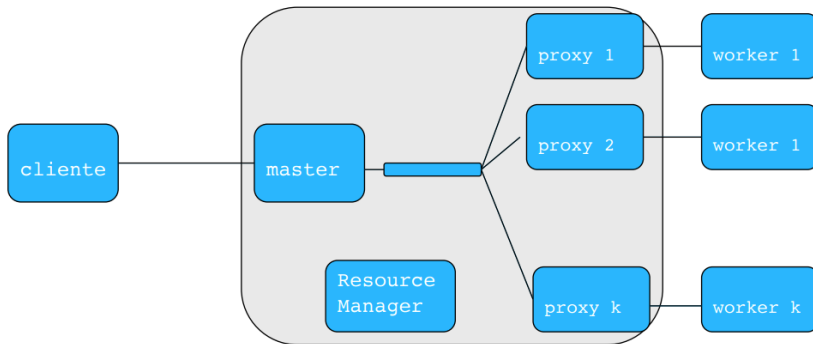 proxy 1
worker 1
proxy 2
worker 1
cliente
master
Resource
Manager
proxy k
worker k